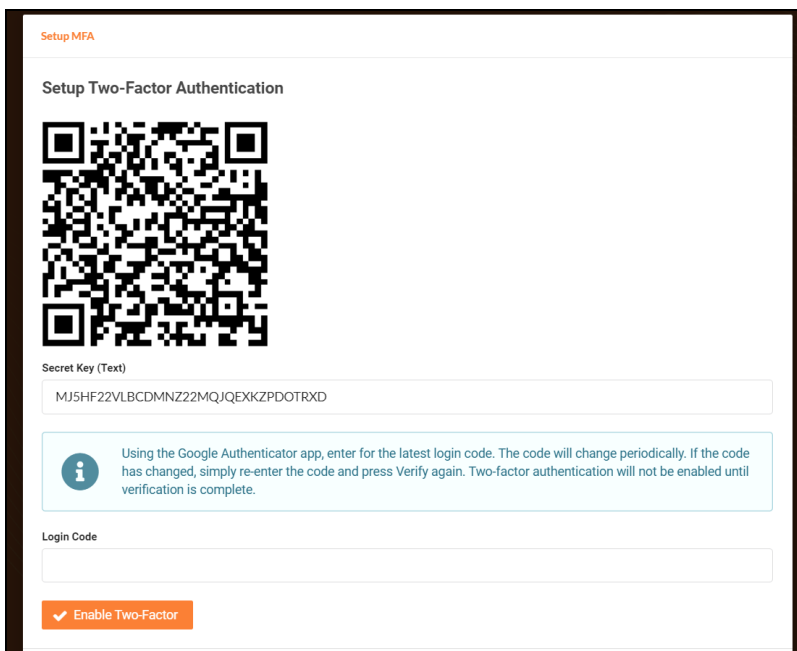 Setup MFA
Setup Two-Factor Authentication
Secret Key (Text)
MJ5HF22VLBCDMNZ22MQJQEXKZPDOTRXD
Using the Google Authenticator app, enter for the latest login code. The code will change periodically. If the code
has changed, simply re-enter the code and press Verify again. Two-factor authentication will not be enabled until
verification is complete.
Login Code
Enable Two-Factor